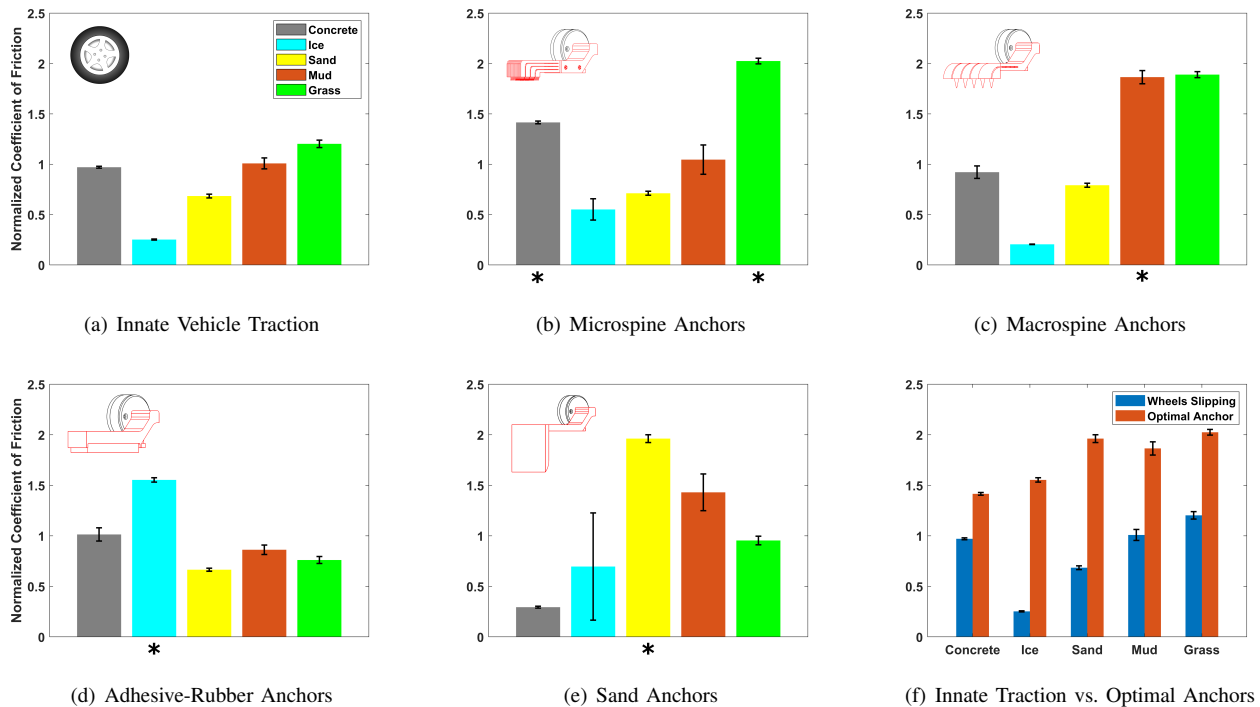 Normalized Coefficient of Friction
2.5
2
1.5
1
0.5
0
Concrete
Ice
Sand
Mud
Grass
(a) Innate Vehicle Traction
2.5
2
1.5
1
0.5
0
* *
(b) Microspine Anchors
2.5
2
1.5
1
0.5
0
*
(c) Macrospine Anchors
Normalized Coefficient of Friction
2.5
2
1.5
1
0.5
0
*
(d) Adhesive-Rubber Anchors
2.5
2
1.5
1
0.5
0
*
(e) Sand Anchors
2.5
2
1.5
1
0.5
0
Wheels Slipping
Optimal Anchor
Concrete Ice Sand Mud Grass
(f) Innate Traction vs. Optimal Anchors